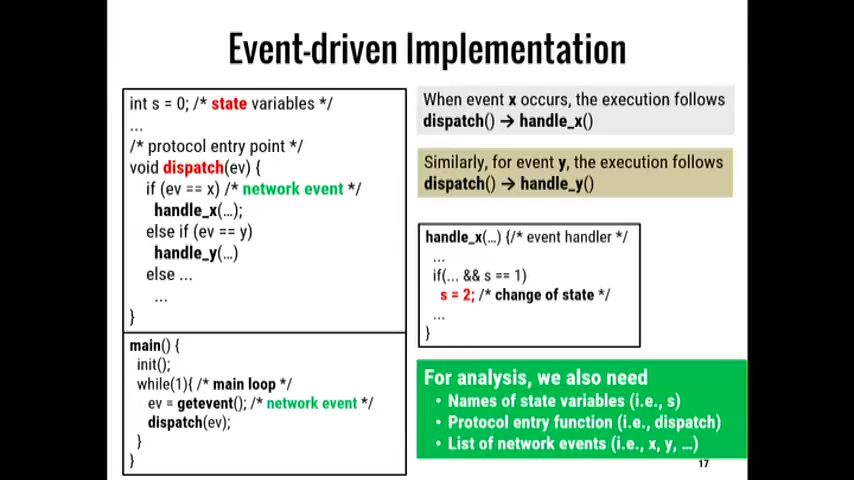 Event-driven Implementation
int s = 0; /* state variables */
...
/* protocol entry point */
void dispatch(ev) {
if (ev == x) /* network event */
handle_x(…);
else if (ev == y)
handle_y(…)
else ...
...
}
main() {
init();
while(1){ /* main loop */
ev = getevent(); /* network event */
dispatch(ev);
}
}
When event x occurs, the execution follows
dispatch() → handle_x()
Similarly, for event y, the execution follows
dispatch() → handle_y()
handle_x(…) {/* event handler */
...
if(... && s == 1)
s = 2; /* change of state */
...
}
For analysis, we also need
• Names of state variables (i.e., s)
• Protocol entry function (i.e., dispatch)
• List of network events (i.e., x, y, …)
17